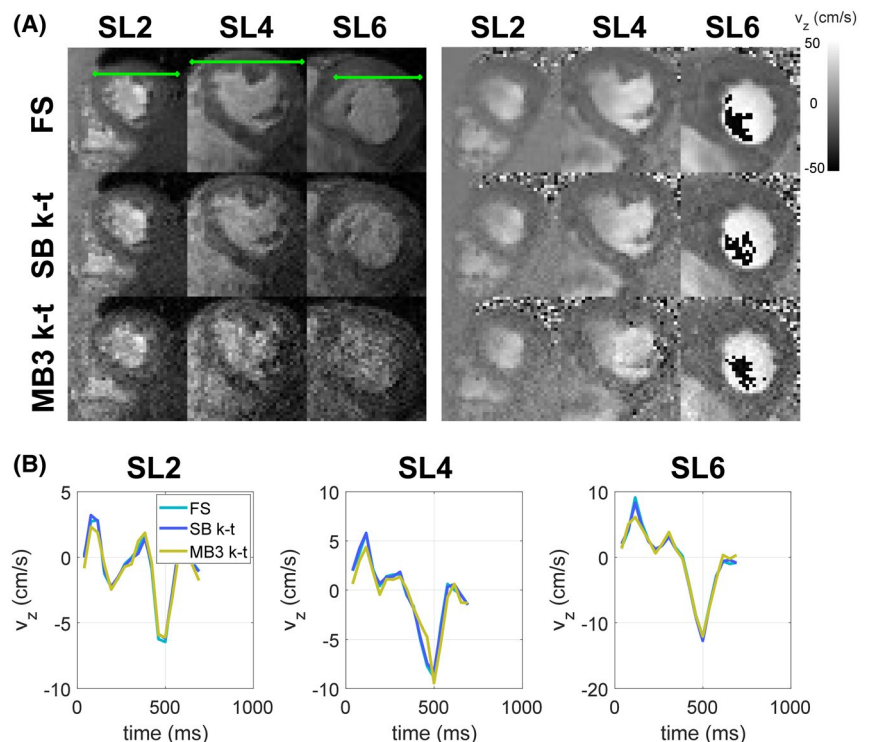 (A) SL2 SL4 SL6 SL2 SL4 SL6 v_z (cm/s)
50
FS
0
-50
SB k-t
MB3 k-t
(B) SL2 SL4 SL6
5 10 10
FS
SB k-t
MB3 k-t
0 5 0
0
-5 -10
-5
-10 -10 -20
v_z (cm/s) v_z (cm/s) v_z (cm/s)
0 500 1000 0 500 1000 0 500 1000
time (ms) time (ms) time (ms)